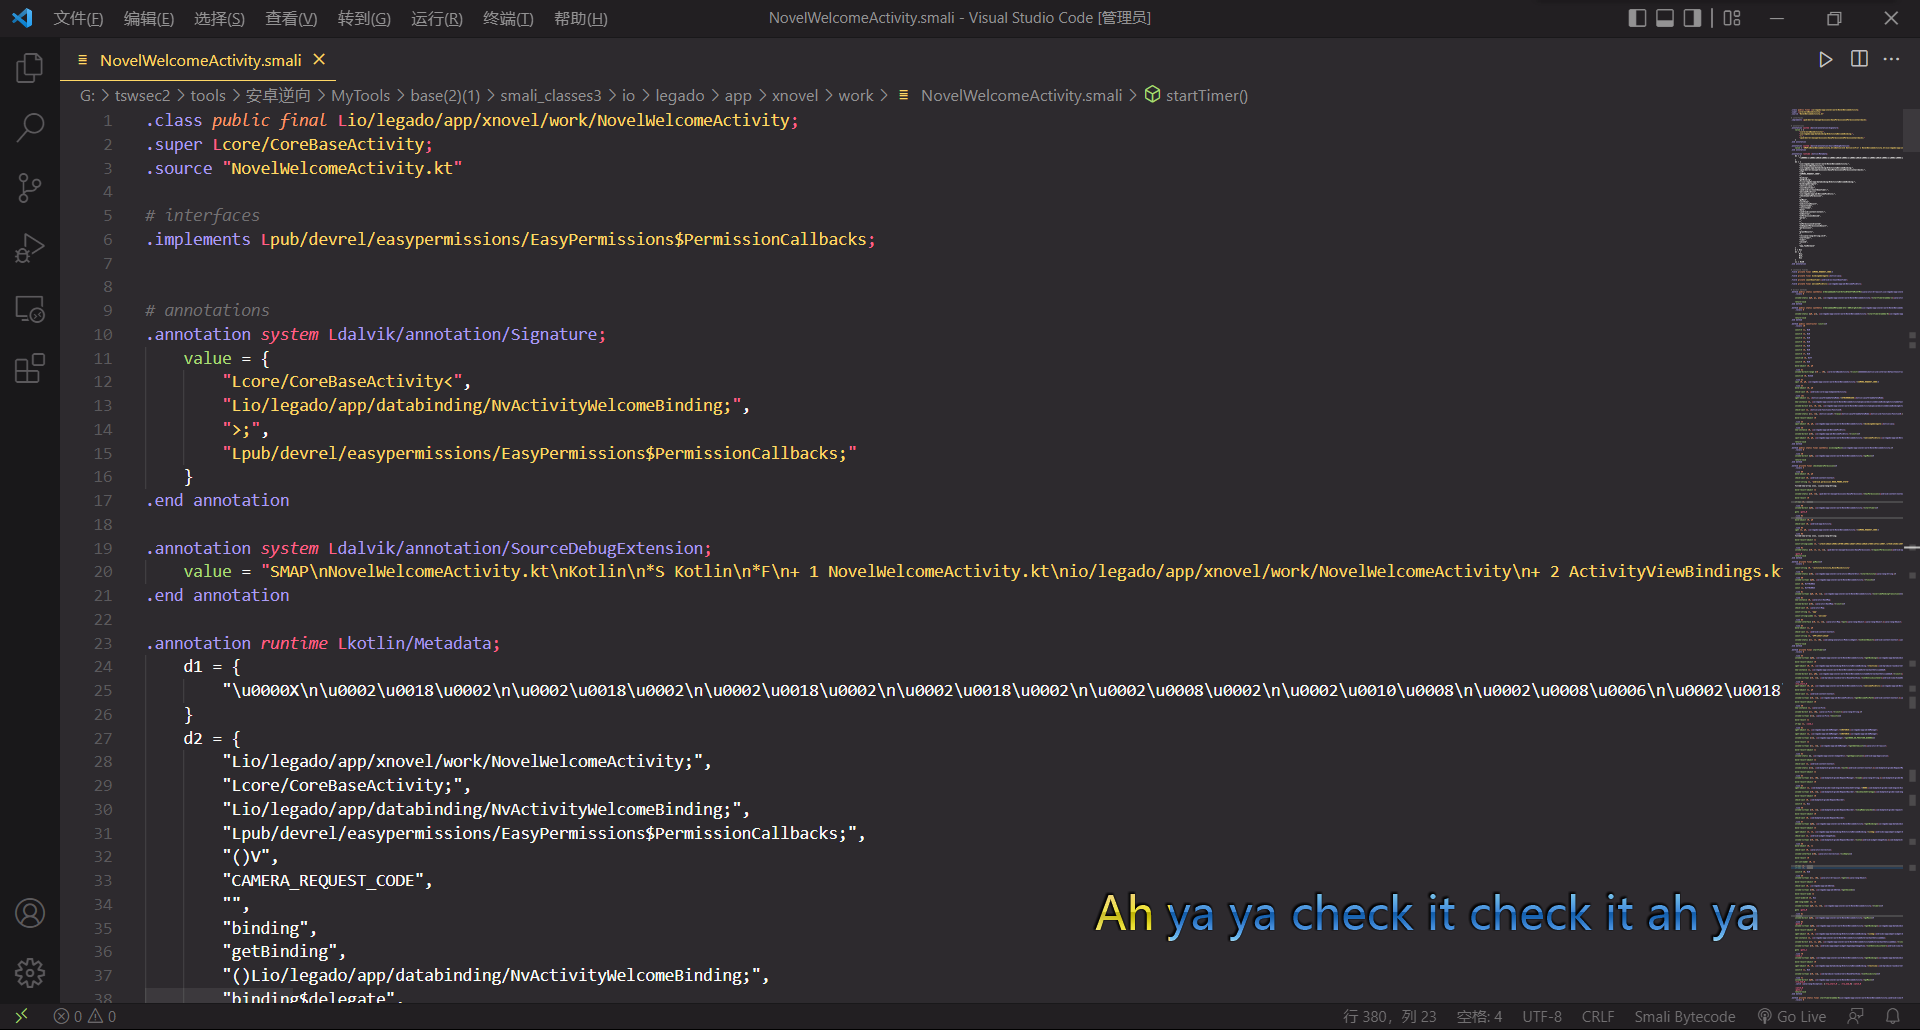 文件(F) 编辑(E) 选择(S) 查看(V) 转到(G) 运行(R) 终端(T) 帮助(H) NovelWelcomeActivity.smali - Visual Studio Code [管理员]
NovelWelcomeActivity.smali
G: > tswsec2 > tools > 安卓逆向 > MyTools > base(2)(1) > smali_classes3 > io > legado > app > xnovel > work > NovelWelcomeActivity.smali > startTimer()
1 .class public final Lio/legado/app/xnovel/work/NovelWelcomeActivity;
2 .super Lcore/CoreBaseActivity;
3 .source "NovelWelcomeActivity.kt"
4
5 # interfaces
6 .implements Lpub/devrel/easypermissions/EasyPermissions$PermissionCallbacks;
7
8
9 # annotations
10 .annotation system Ldalvik/annotation/Signature;
11 value = {
12 "Lcore/CoreBaseActivity<",
13 "Lio/legado/app/databinding/NvActivityWelcomeBinding;",
14 ">;",
15 "Lpub/devrel/easypermissions/EasyPermissions$PermissionCallbacks;"
16 }
17 .end annotation
18
19 .annotation system Ldalvik/annotation/SourceDebugExtension;
20 value = "SMAP\nNovelWelcomeActivity.kt\nKotlin\n*S Kotlin\n*F\n+ 1 NovelWelcomeActivity.kt\nio/legado/app/xnovel/work/NovelWelcomeActivity\n+ 2 ActivityViewBindings.k
21 .end annotation
22
23 .annotation runtime Lkotlin/Metadata;
24 d1 = {
25 "\u0000X\n\u0002\u0018\u0002\n\u0002\u0018\u0002\n\u0002\u0018\u0002\n\u0002\u0018\u0002\n\u0002\u0008\u0002\n\u0002\u0010\u0008\n\u0002\u0008\u0006\n\u0002\u0018
26 }
27 d2 = {
28 "Lio/legado/app/xnovel/work/NovelWelcomeActivity;",
29 "Lcore/CoreBaseActivity;",
30 "Lio/legado/app/databinding/NvActivityWelcomeBinding;",
31 "Lpub/devrel/easypermissions/EasyPermissions$PermissionCallbacks;",
32 "()V",
33 "CAMERA_REQUEST_CODE",
34 "",
35 "binding",
36 "getBinding",
37 "()Lio/legado/app/databinding/NvActivityWelcomeBinding;",
38 "binding$delegate",
Ah ya ya check it check it ah ya
0 0 行 380，列 23 空格: 4 UTF-8 CRLF Smali Bytecode Go Live